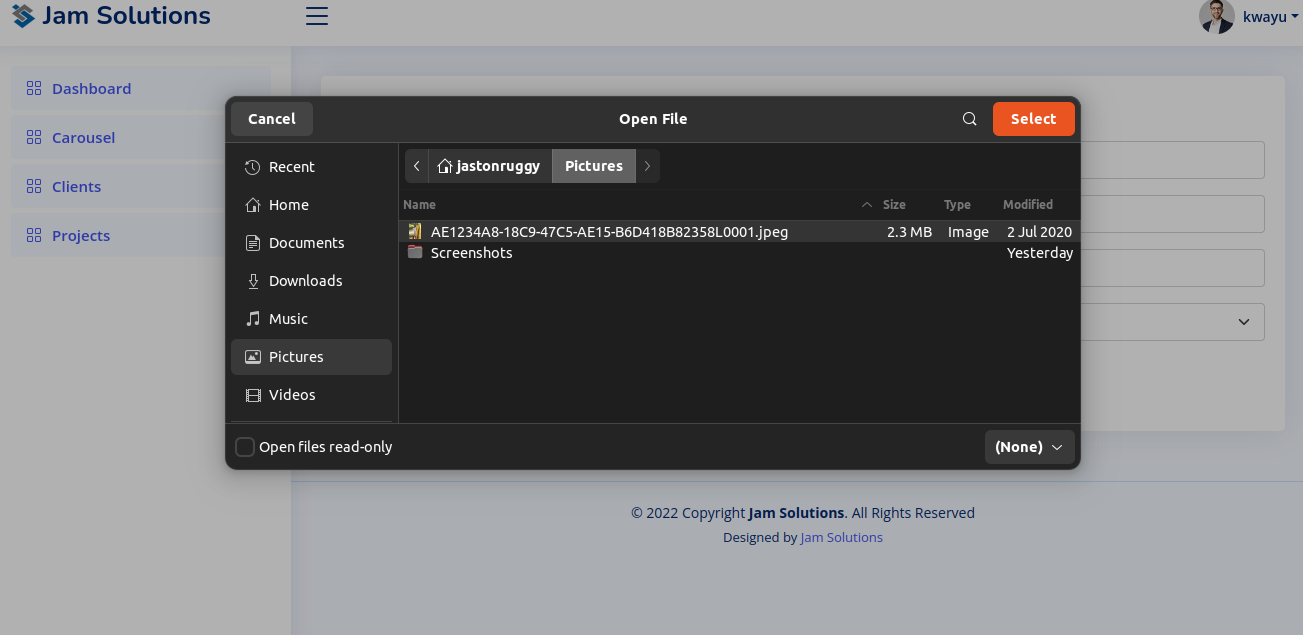 Jam Solutions
kwayu
Dashboard
Carousel
Clients
Projects
Cancel
Open File
Select
Recent
Home
Documents
Downloads
Music
Pictures
Videos
jastonruggy
Pictures
Name Size Type Modified
AE1234A8-18C9-47C5-AE15-B6D418B82358L0001.jpeg 2.3 MB Image 2 Jul 2020
Screenshots Yesterday
Open files read-only
(None)
© 2022 Copyright Jam Solutions. All Rights Reserved
Designed by Jam Solutions